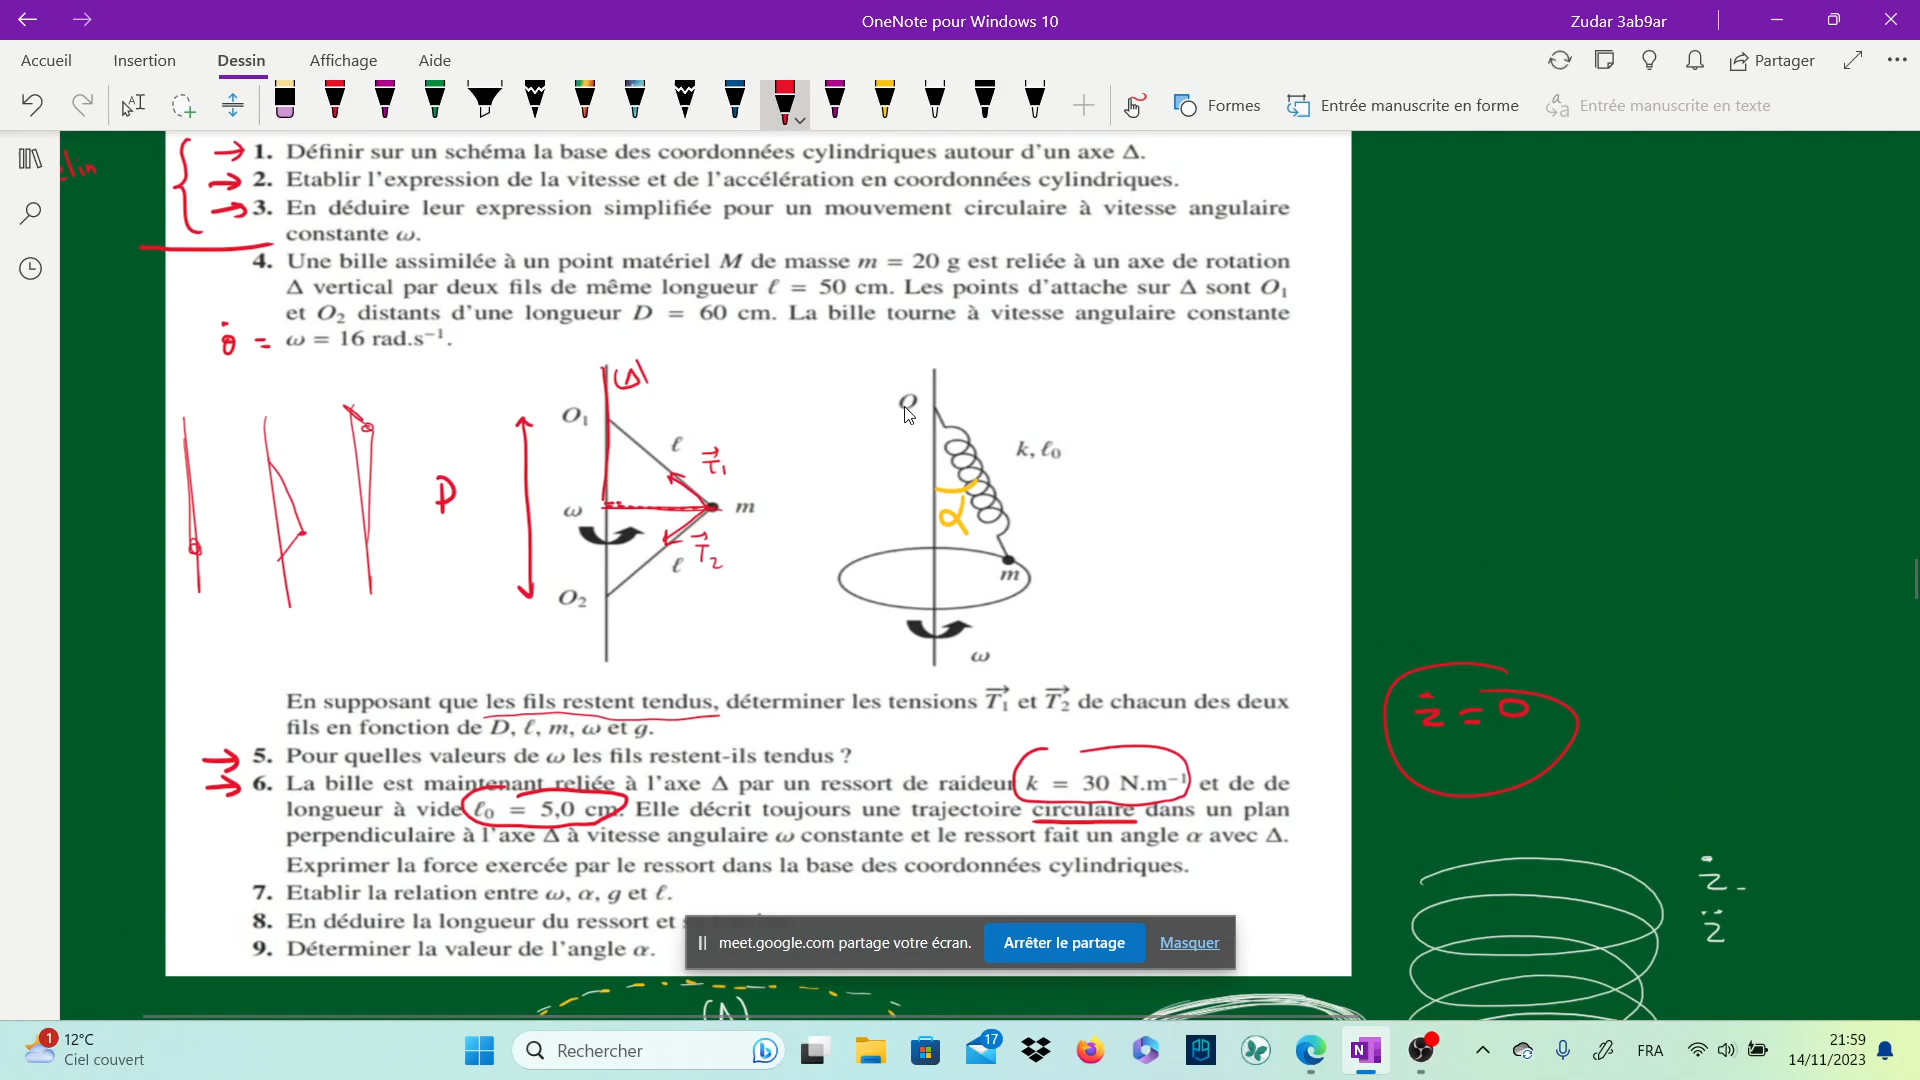 OneNote pour Windows 10
Zudar 3ab9ar
Accueil
Insertion
Dessin
Affichage
Aide
Partager
Formes
Entrée manuscrite en forme
Entrée manuscrite en texte
1. Définir sur un schéma la base des coordonnées cylindriques autour d'un axe Δ.
2. Etablir l'expression de la vitesse et de l'accélération en coordonnées cylindriques.
3. En déduire leur expression simplifiée pour un mouvement circulaire à vitesse angulaire
constante ω.
4. Une bille assimilée à un point matériel M de masse m = 20 g est reliée à un axe de rotation
Δ vertical par deux fils de même longueur ℓ = 50 cm. Les points d'attache sur Δ sont O₁
et O₂ distants d'une longueur D = 60 cm. La bille tourne à vitesse angulaire constante
θ̇ = ω = 16 rad.s⁻¹.
(Δ)
O₁
ℓ
T⃗₁
D
ω
m
T⃗₂
ℓ
O₂
O
k, ℓ₀
α
m
ω
En supposant que les fils restent tendus, déterminer les tensions T⃗₁ et T⃗₂ de chacun des deux
fils en fonction de D, ℓ, m, ω et g.
5. Pour quelles valeurs de ω les fils restent-ils tendus ?
6. La bille est maintenant reliée à l'axe Δ par un ressort de raideur k = 30 N.m⁻¹ et de de
longueur à vide ℓ₀ = 5,0 cm. Elle décrit toujours une trajectoire circulaire dans un plan
perpendiculaire à l'axe Δ à vitesse angulaire ω constante et le ressort fait un angle α avec Δ.
Exprimer la force exercée par le ressort dans la base des coordonnées cylindriques.
7. Etablir la relation entre ω, α, g et ℓ.
8. En déduire la longueur du ressort et
9. Déterminer la valeur de l'angle α.
ż = 0
ż -
z̈
meet.google.com partage votre écran.
Arrêter le partage
Masquer
(Δ)
1
12°C
Ciel couvert
Rechercher
17
FRA
21:59
14/11/2023